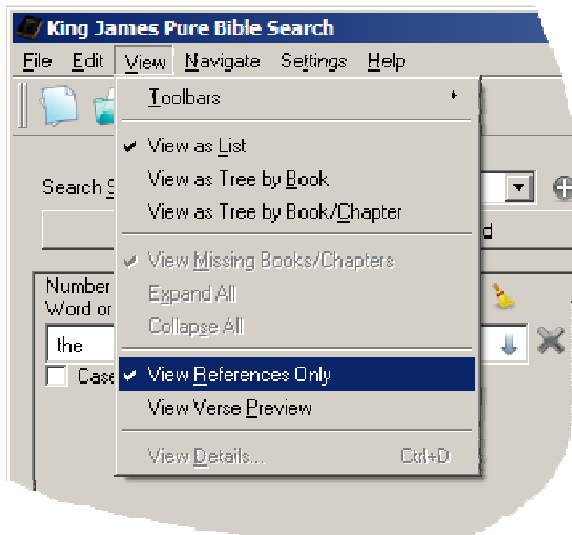 King James Pure Bible Search
File Edit View Navigate Settings Help
Toolbars
View as List
Search
View as Tree by Book
View as Tree by Book/Chapter
d
View Missing Books/Chapters
Number
Expand All
Word or
Collapse All
the
Case
View References Only
View Verse Preview
View Details... Ctrl+D